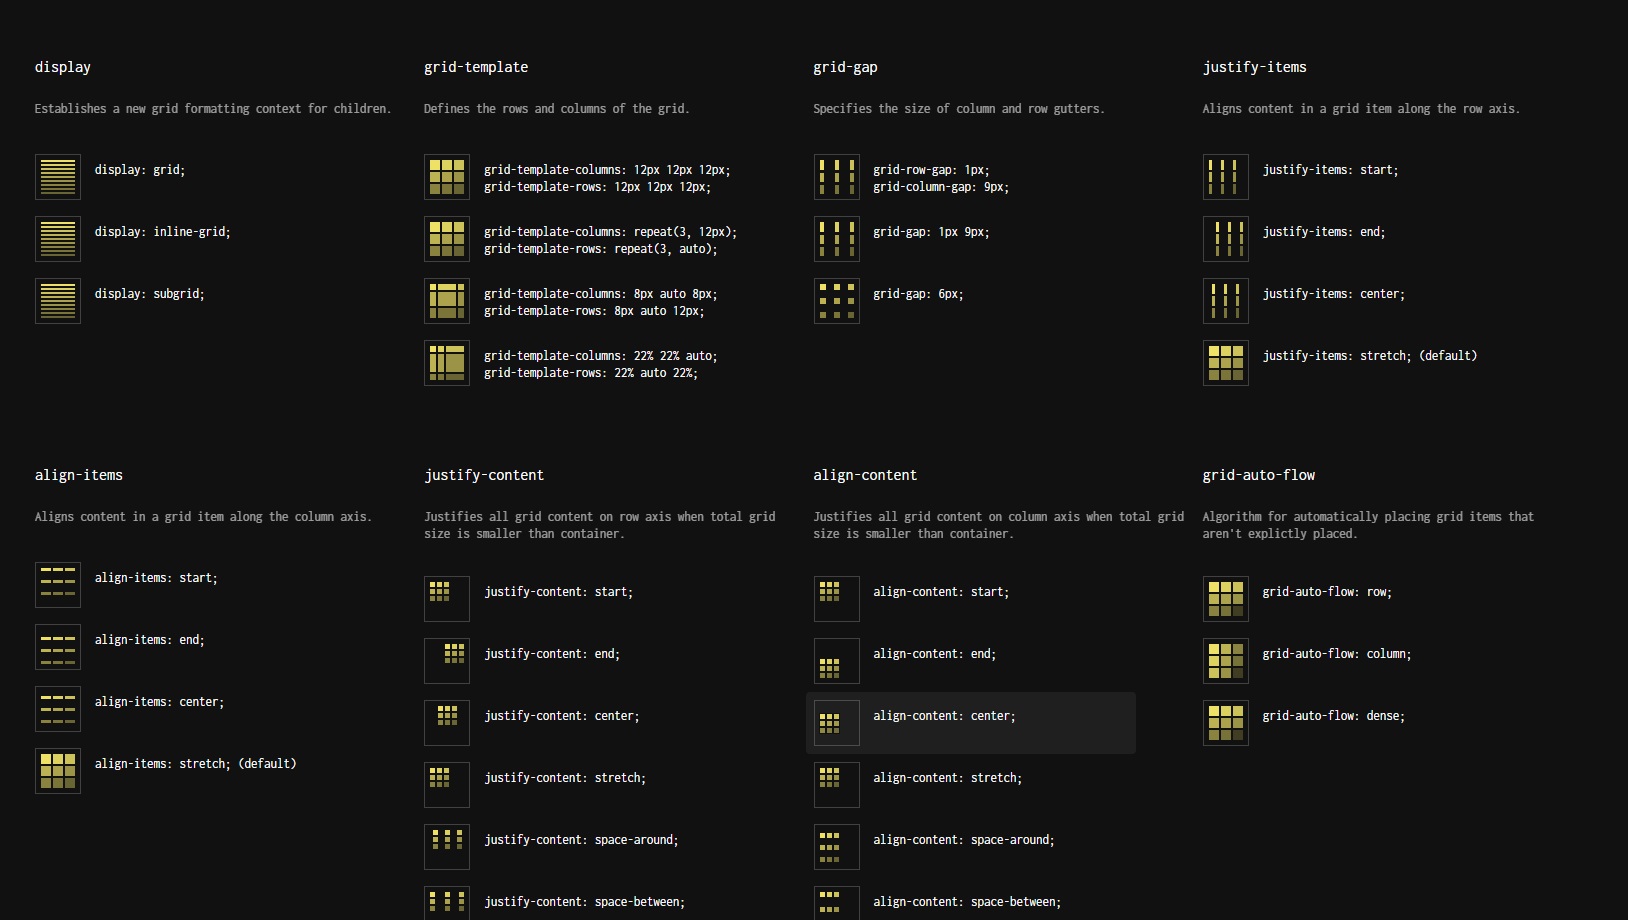 display
Establishes a new grid formatting context for children.
display: grid;
display: inline-grid;
display: subgrid;
grid-template
Defines the rows and columns of the grid.
grid-template-columns: 12px 12px 12px;
grid-template-rows: 12px 12px 12px;
grid-template-columns: repeat(3, 12px);
grid-template-rows: repeat(3, auto);
grid-template-columns: 8px auto 8px;
grid-template-rows: 8px auto 12px;
grid-template-columns: 22% 22% auto;
grid-template-rows: 22% auto 22%;
grid-gap
Specifies the size of column and row gutters.
grid-row-gap: 1px;
grid-column-gap: 9px;
grid-gap: 1px 9px;
grid-gap: 6px;
justify-items
Aligns content in a grid item along the row axis.
justify-items: start;
justify-items: end;
justify-items: center;
justify-items: stretch; (default)
align-items
Aligns content in a grid item along the column axis.
align-items: start;
align-items: end;
align-items: center;
align-items: stretch; (default)
justify-content
Justifies all grid content on row axis when total grid
size is smaller than container.
justify-content: start;
justify-content: end;
justify-content: center;
justify-content: stretch;
justify-content: space-around;
justify-content: space-between;
align-content
Justifies all grid content on column axis when total grid
size is smaller than container.
align-content: start;
align-content: end;
align-content: center;
align-content: stretch;
align-content: space-around;
align-content: space-between;
grid-auto-flow
Algorithm for automatically placing grid items that
aren't explictly placed.
grid-auto-flow: row;
grid-auto-flow: column;
grid-auto-flow: dense;